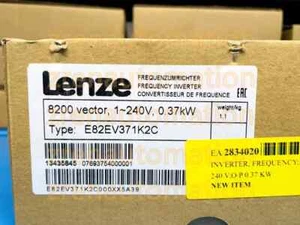 Lenze
FREQUENZUMRICHTER
FREQUENCY INVERTER
CONVERTISSEUR DE FREQUENCE
EAC
8200 vector, 1~240V, 0.37kW
weight/kg
1.1
Type: E82EV371K2C
13435845 07693754000001
E82EV371K2C000XX5A38
EA 2834020
INVERTER, FREQUENCY,
240 V,O/P 0.37 KW
NEW ITEM